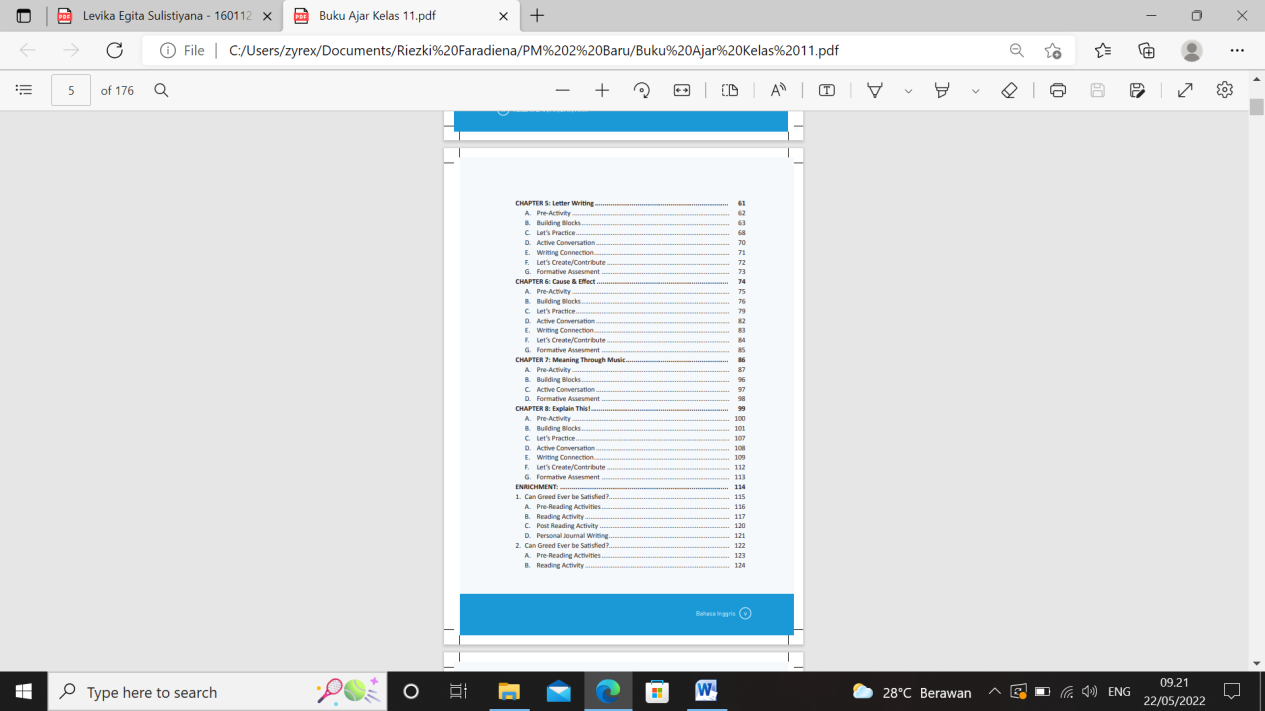 Levika Egita Sulistiyana - 160112
Buku Ajar Kelas 11.pdf
File
C:/Users/zyrex/Documents/Riezki%20Faradiena/PM%202%20Baru/Buku%20Ajar%20Kelas%2011.pdf
5 of 176
CHAPTER 5: Letter Writing 61
A. Pre-Activity 62
B. Building Blocks 63
C. Let's Practice 68
D. Active Conversation 70
E. Writing Connection 71
F. Let's Create/Contribute 72
G. Formative Assesment 73
CHAPTER 6: Cause & Effect 74
A. Pre-Activity 75
B. Building Blocks 76
C. Let's Practice 79
D. Active Conversation 82
E. Writing Connection 83
F. Let's Create/Contribute 84
G. Formative Assesment 85
CHAPTER 7: Meaning Through Music 86
A. Pre-Activity 87
B. Building Blocks 96
C. Active Conversation 97
D. Formative Assesment 98
CHAPTER 8: Explain This! 99
A. Pre-Activity 100
B. Building Blocks 101
C. Let's Practice 107
D. Active Conversation 108
E. Writing Connection 109
F. Let's Create/Contribute 112
G. Formative Assesment 113
ENRICHMENT: 114
1. Can Greed Ever be Satisfied? 115
A. Pre-Reading Activities 116
B. Reading Activity 117
C. Post Reading Activity 120
D. Personal Journal Writing 121
2. Can Greed Ever be Satisfied? 122
A. Pre-Reading Activities 123
B. Reading Activity 124
Bahasa Inggris v
Type here to search
28°C Berawan
ENG
09.21
22/05/2022